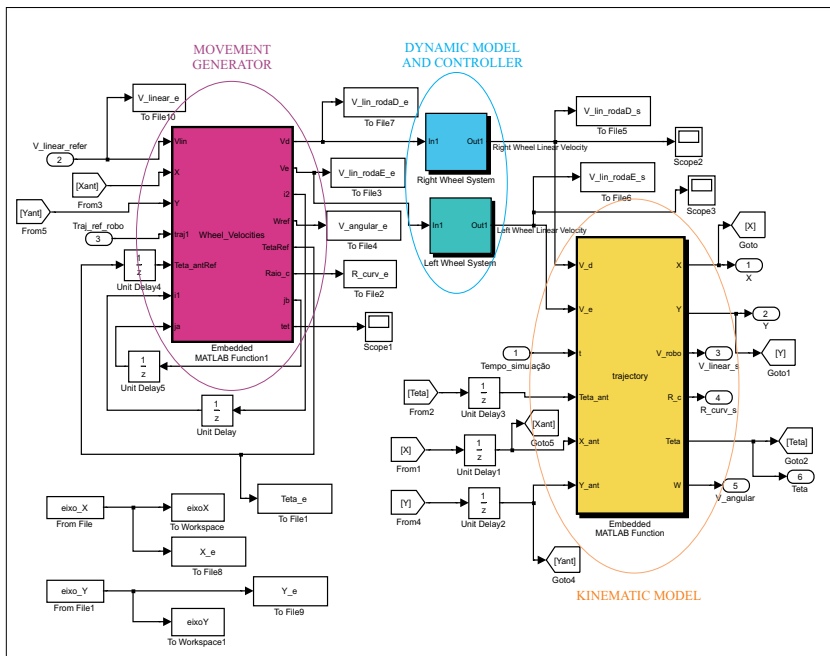 MOVEMENT
GENERATOR
DYNAMIC MODEL
AND CONTROLLER
V_linear_e
To File10
V_linear_refer
2
[Xant]
From3
[Yant]
From5
Traj_ref_robo
3
1
z
Unit Delay4
Vlin
X
Y
traj1
Teta_antRef
i1
ja
Wheel_Velocities
Vd
Ve
i2
Wref
TetaRef
Raio_c
jb
tet
Embedded
MATLAB Function1
1
z
Unit Delay5
1
z
Unit Delay
V_lin_rodaD_e
To File7
V_lin_rodaE_e
To File3
V_angular_e
To File4
R_curv_e
To File2
Scope1
In1
Out1
Right Wheel System
Right Wheel Linear Velocity
In1
Out1
Left Wheel System
Left Wheel Linear Velocity
V_lin_rodaD_s
To File5
Scope2
V_lin_rodaE_s
To File6
Scope3
V_d
V_e
t
Teta_ant
X_ant
Y_ant
trajectory
X
Y
V_robo
R_c
Teta
W
Embedded
MATLAB Function
[X]
Goto
1
X
2
Y
[Y]
Goto1
3
V_linear_s
4
R_curv_s
[Teta]
Goto2
6
Teta
5
V_angular
1
Tempo_simulação
[Teta]
From2
1
z
Unit Delay3
[Xant]
Goto5
[X]
From1
1
z
Unit Delay1
[Y]
From4
1
z
Unit Delay2
[Yant]
Goto4
Teta_e
To File1
eixo_X
From File
eixoX
To Workspace
X_e
To File8
eixo_Y
From File1
Y_e
To File9
eixoY
To Workspace1
KINEMATIC MODEL